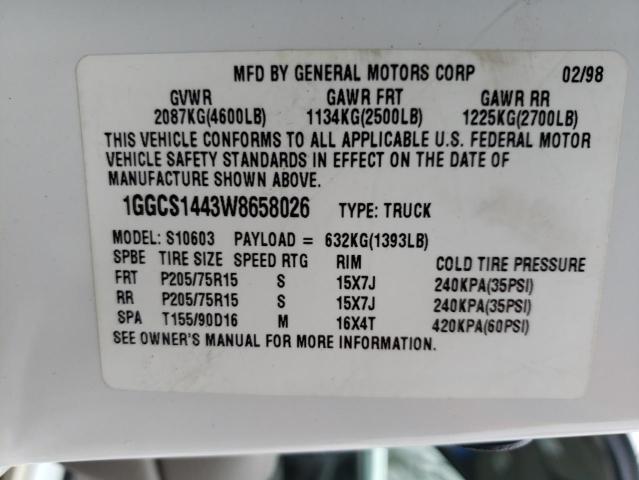 MFD BY GENERAL MOTORS CORP 02/98
GVWR GAWR FRT GAWR RR
2087KG(4600LB) 1134KG(2500LB) 1225KG(2700LB)
THIS VEHICLE CONFORMS TO ALL APPLICABLE U.S. FEDERAL MOTOR
VEHICLE SAFETY STANDARDS IN EFFECT ON THE DATE OF
MANUFACTURE SHOWN ABOVE.
1GGCS1443W8658026 TYPE: TRUCK
MODEL: S10603 PAYLOAD = 632KG(1393LB)
SPBE TIRE SIZE SPEED RTG RIM COLD TIRE PRESSURE
FRT P205/75R15 S 15X7J 240KPA(35PSI)
RR P205/75R15 S 15X7J 240KPA(35PSI)
SPA T155/90D16 M 16X4T 420KPA(60PSI)
SEE OWNER'S MANUAL FOR MORE INFORMATION.